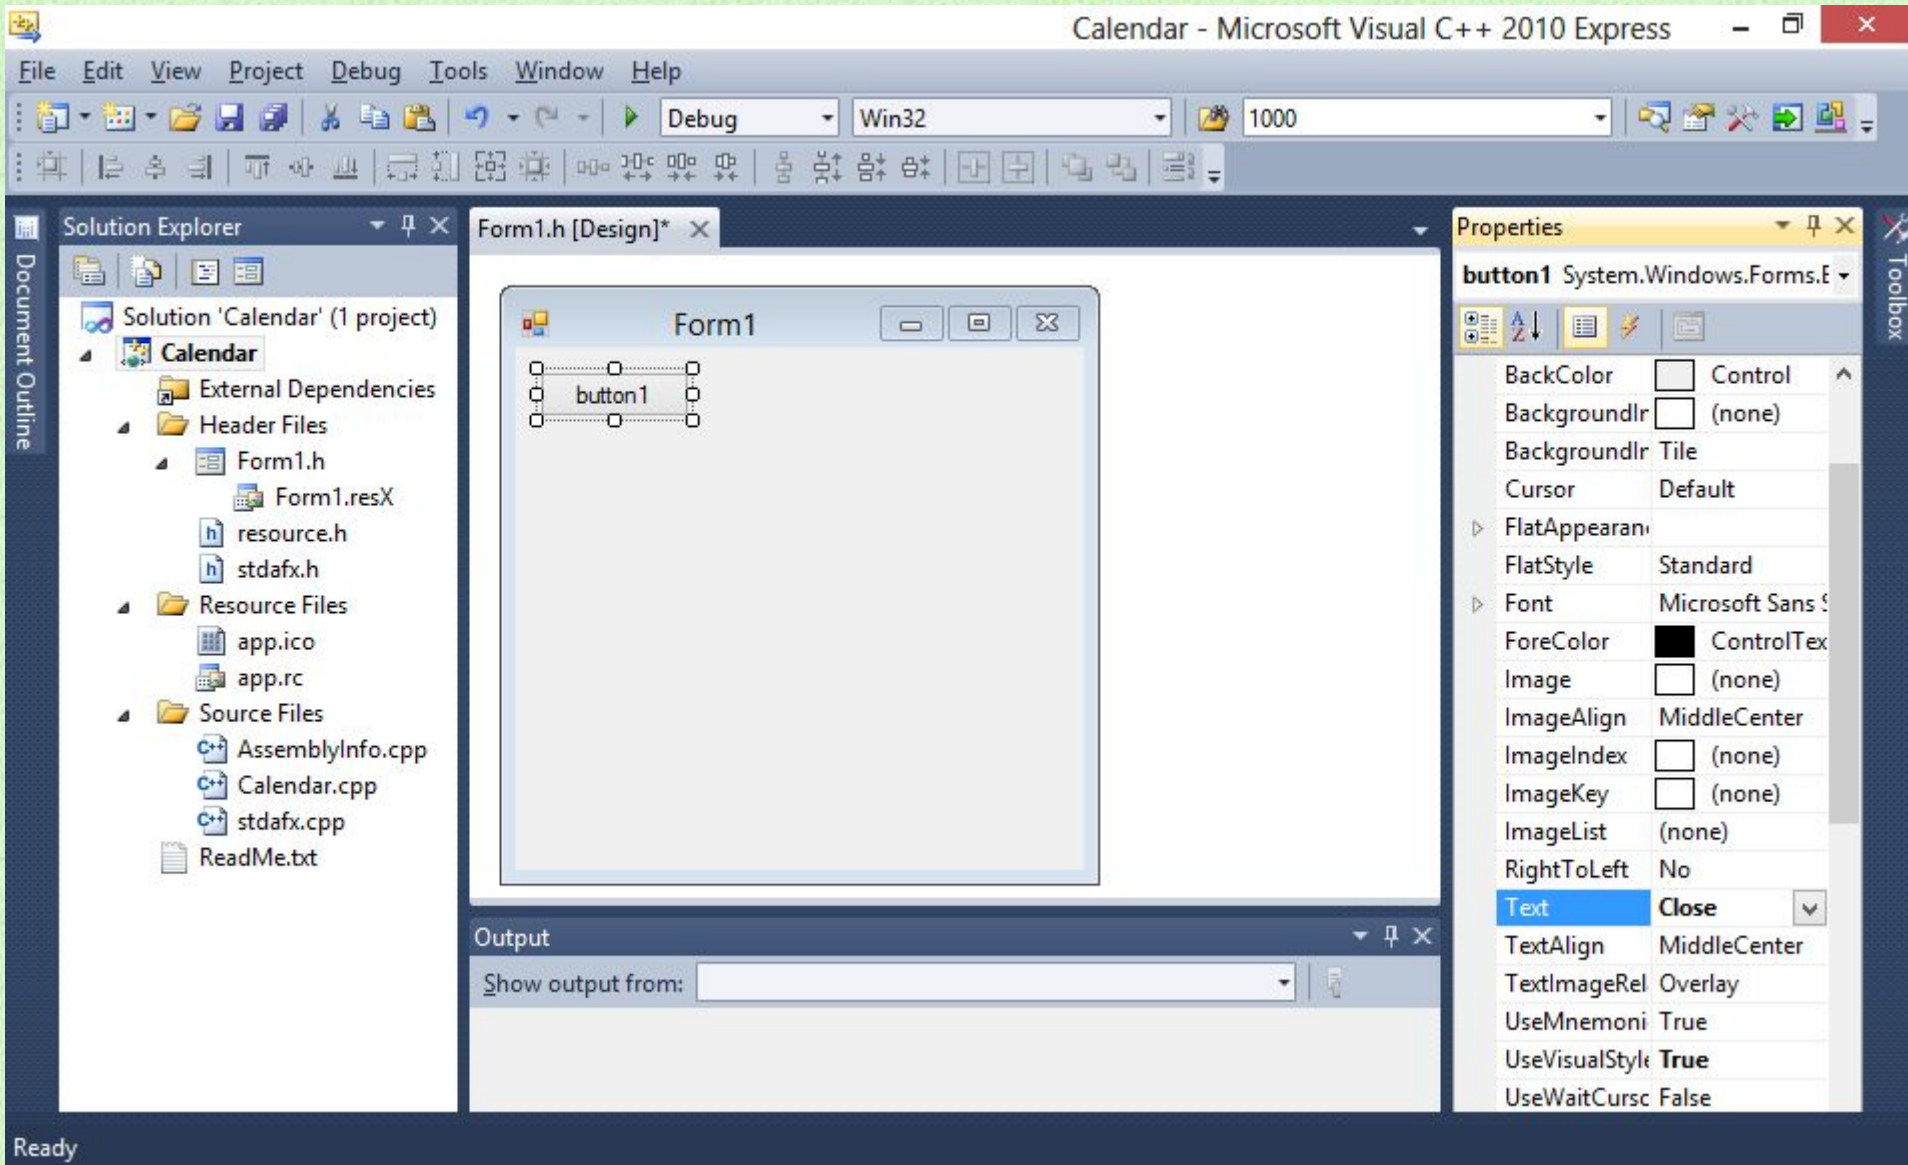 Calendar - Microsoft Visual C++ 2010 Express
File Edit View Project Debug Tools Window Help
Debug Win32 1000
Document Outline
Solution Explorer
Solution 'Calendar' (1 project)
Calendar
External Dependencies
Header Files
Form1.h
Form1.resX
resource.h
stdafx.h
Resource Files
app.ico
app.rc
Source Files
AssemblyInfo.cpp
Calendar.cpp
stdafx.cpp
ReadMe.txt
Form1.h [Design]*
Form1
button1
Output
Show output from:
Properties
button1 System.Windows.Forms.B
BackColor Control
BackgroundIr (none)
BackgroundIr Tile
Cursor Default
FlatAppearan
FlatStyle Standard
Font Microsoft Sans S
ForeColor ControlTex
Image (none)
ImageAlign MiddleCenter
ImageIndex (none)
ImageKey (none)
ImageList (none)
RightToLeft No
Text Close
TextAlign MiddleCenter
TextImageRel Overlay
UseMnemoni True
UseVisualStyle True
UseWaitCursc False
Toolbox
Ready